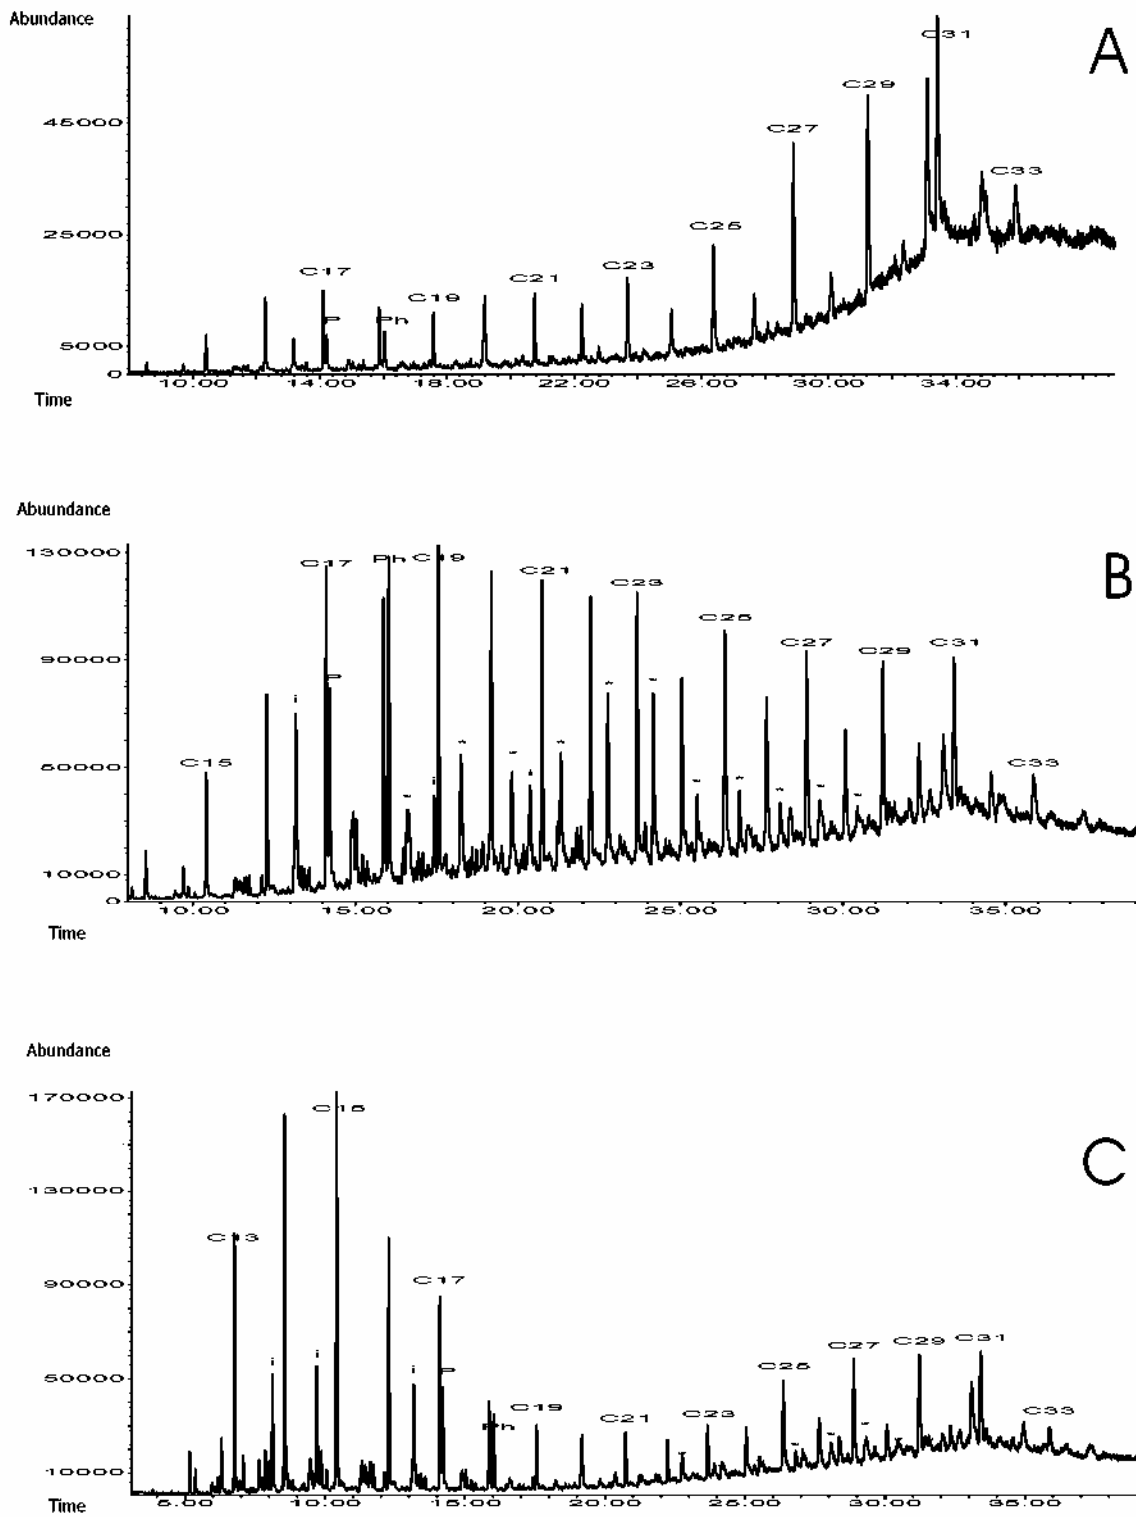 Abundance
A
C31
C29
45000
C27
25000
C25
C33
C23
C17
C21
C19
P
Ph
5000
0
10:00 14:00 18:00 22:00 26:00 30:00 34:00
Time
Abuundance
B
130000
C17 Ph C19
C21
C23
C25
C27
C29
C31
90000
P
i
* *
* * *
C15
50000
C33
* i i * * * * *
10000
0
10:00 15:00 20:00 25:00 30:00 35:00
Time
Abundance
C
170000
C15
130000
C13
90000
C17
i i i P
50000
C25
C27
C29
C31
C19
C21
C23
C33
Ph
* * * * *
10000
5:00 10:00 15:00 20:00 25:00 30:00 35:00
Time